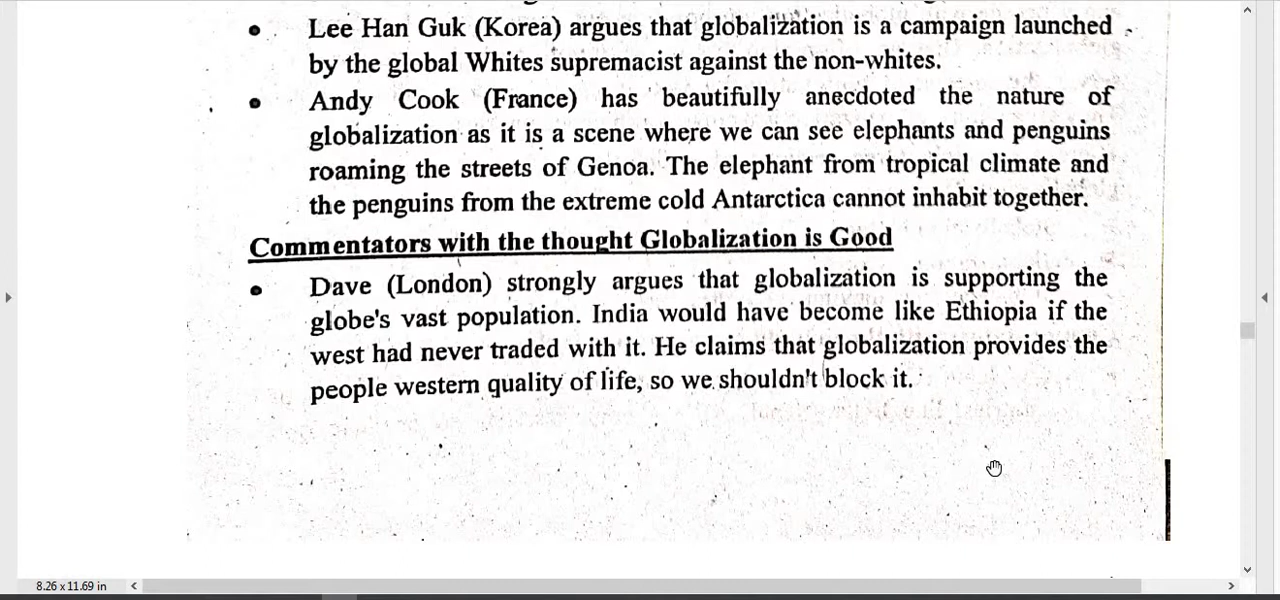 • Lee Han Guk (Korea) argues that globalization is a campaign launched
by the global Whites supremacist against the non-whites.
• Andy Cook (France) has beautifully anecdoted the nature of
globalization as it is a scene where we can see elephants and penguins
roaming the streets of Genoa. The elephant from tropical climate and
the penguins from the extreme cold Antarctica cannot inhabit together.
Commentators with the thought Globalization is Good
• Dave (London) strongly argues that globalization is supporting the
globe's vast population. India would have become like Ethiopia if the
west had never traded with it. He claims that globalization provides the
people western quality of life, so we shouldn't block it.
8.26 x 11.69 in